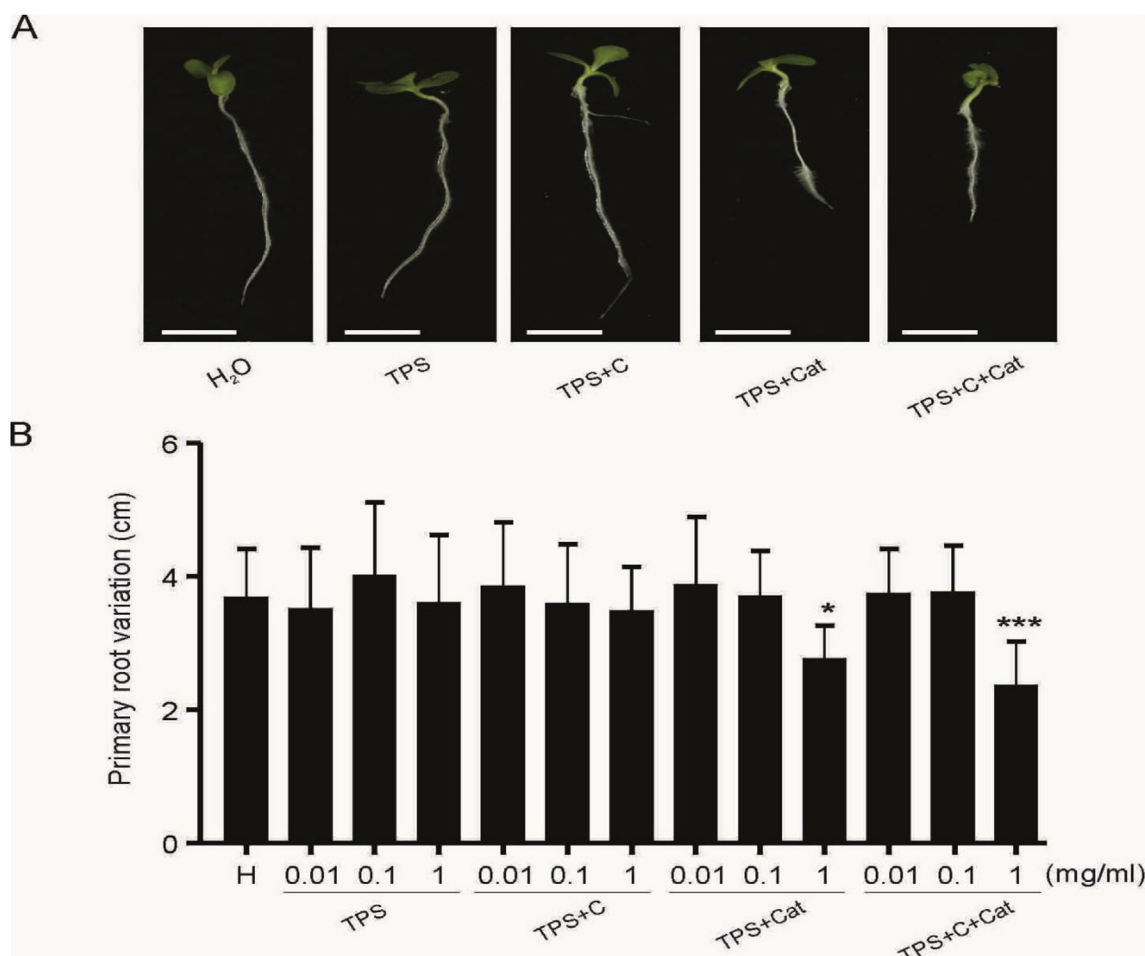 A
H₂O TPS TPS+C TPS+Cat TPS+C+Cat
B
Primary root variation (cm)
6
4
2
0
*
***
H 0.01 0.1 1 0.01 0.1 1 0.01 0.1 1 0.01 0.1 1 (mg/ml)
TPS TPS+C TPS+Cat TPS+C+Cat